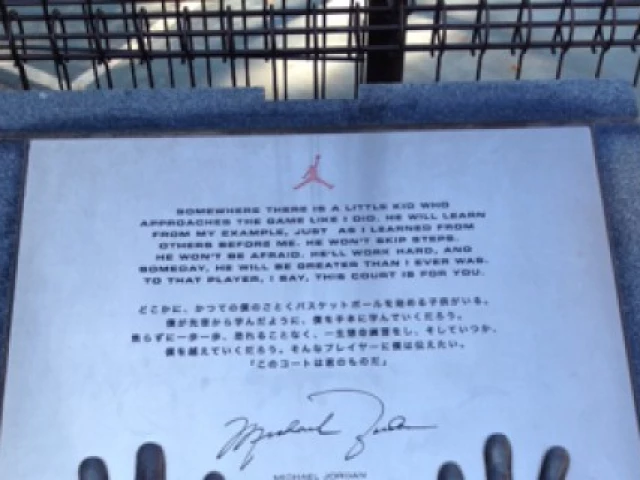 SOMEWHERE THERE IS A LITTLE KID WHO
APPROACHES THE GAME LIKE I DID. HE WILL LEARN
FROM MY EXAMPLE, JUST AS I LEARNED FROM
OTHERS BEFORE ME. HE WON'T SKIP STEPS.
HE WON'T BE AFRAID. HE'LL WORK HARD, AND
SOMEDAY, HE WILL BE GREATER THAN I EVER WAS.
TO THAT PLAYER, I SAY, THIS COURT IS FOR YOU.
どこかに、かつての僕のごとくバスケットボールを始める子供がいる。
僕が先輩から学んだように、僕を手本に学んでいくだろう。
焦らずに一歩一歩、恐れることなく、一生懸命練習をし、そしていつか、
僕を越えていくだろう。そんなプレイヤーに僕は伝えたい。
「このコートは君のものだ」
Michael Jordan
MICHAEL JORDAN